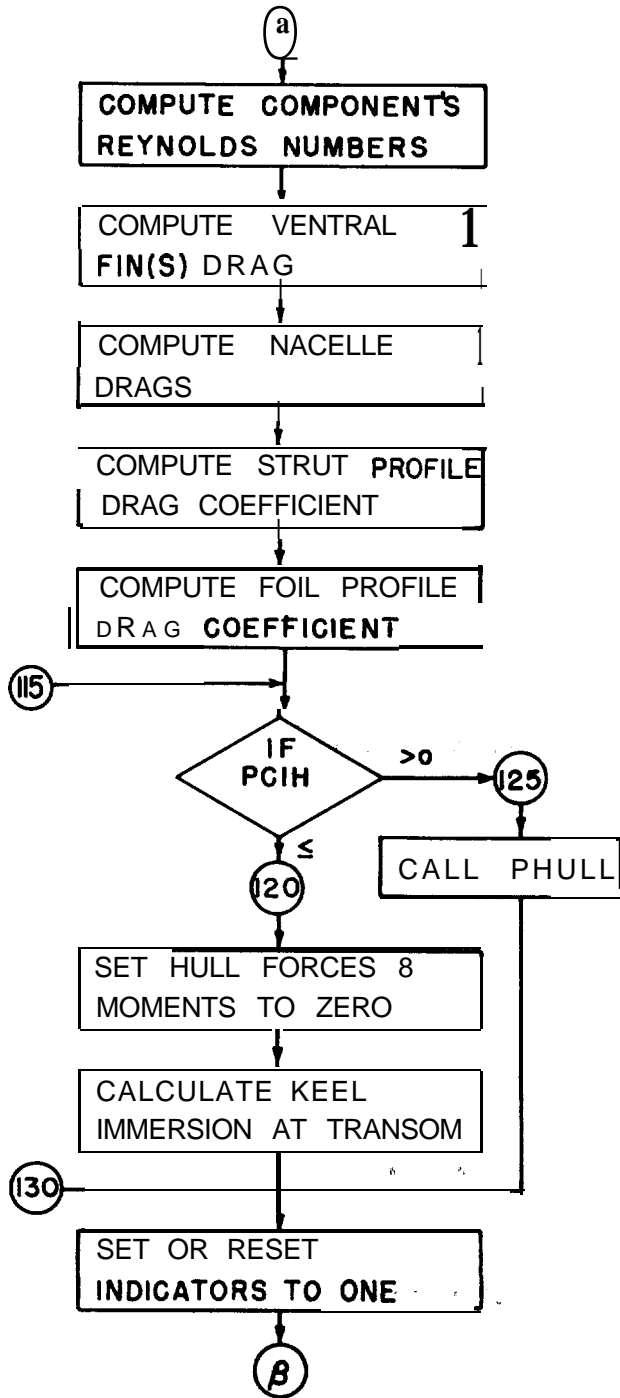 a
COMPUTE COMPONENT'S
REYNOLDS NUMBERS
COMPUTE VENTRAL 1
FIN(S) DRAG
COMPUTE NACELLE
DRAGS
COMPUTE STRUT PROFILE
DRAG COEFFICIENT
COMPUTE FOIL PROFILE
DRAG COEFFICIENT
115
IF
PCIH
>0
125
≤
120
CALL PHULL
SET HULL FORCES 8
MOMENTS TO ZERO
CALCULATE KEEL
IMMERSION AT TRANSOM
130
SET OR RESET
INDICATORS TO ONE
β